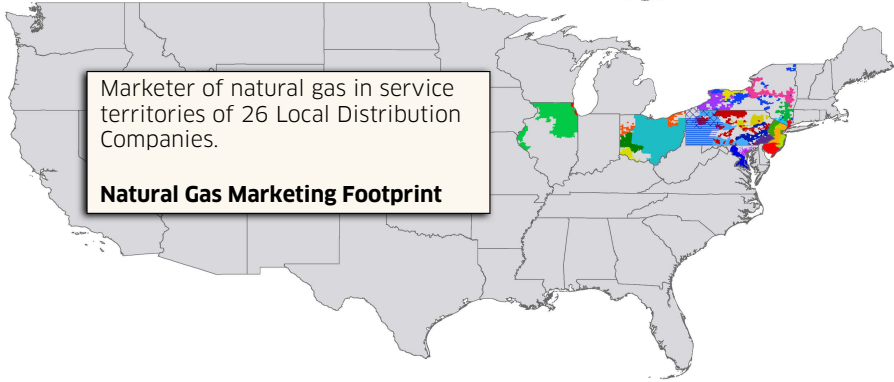 Marketer of natural gas in service
territories of 26 Local Distribution
Companies.
Natural Gas Marketing Footprint